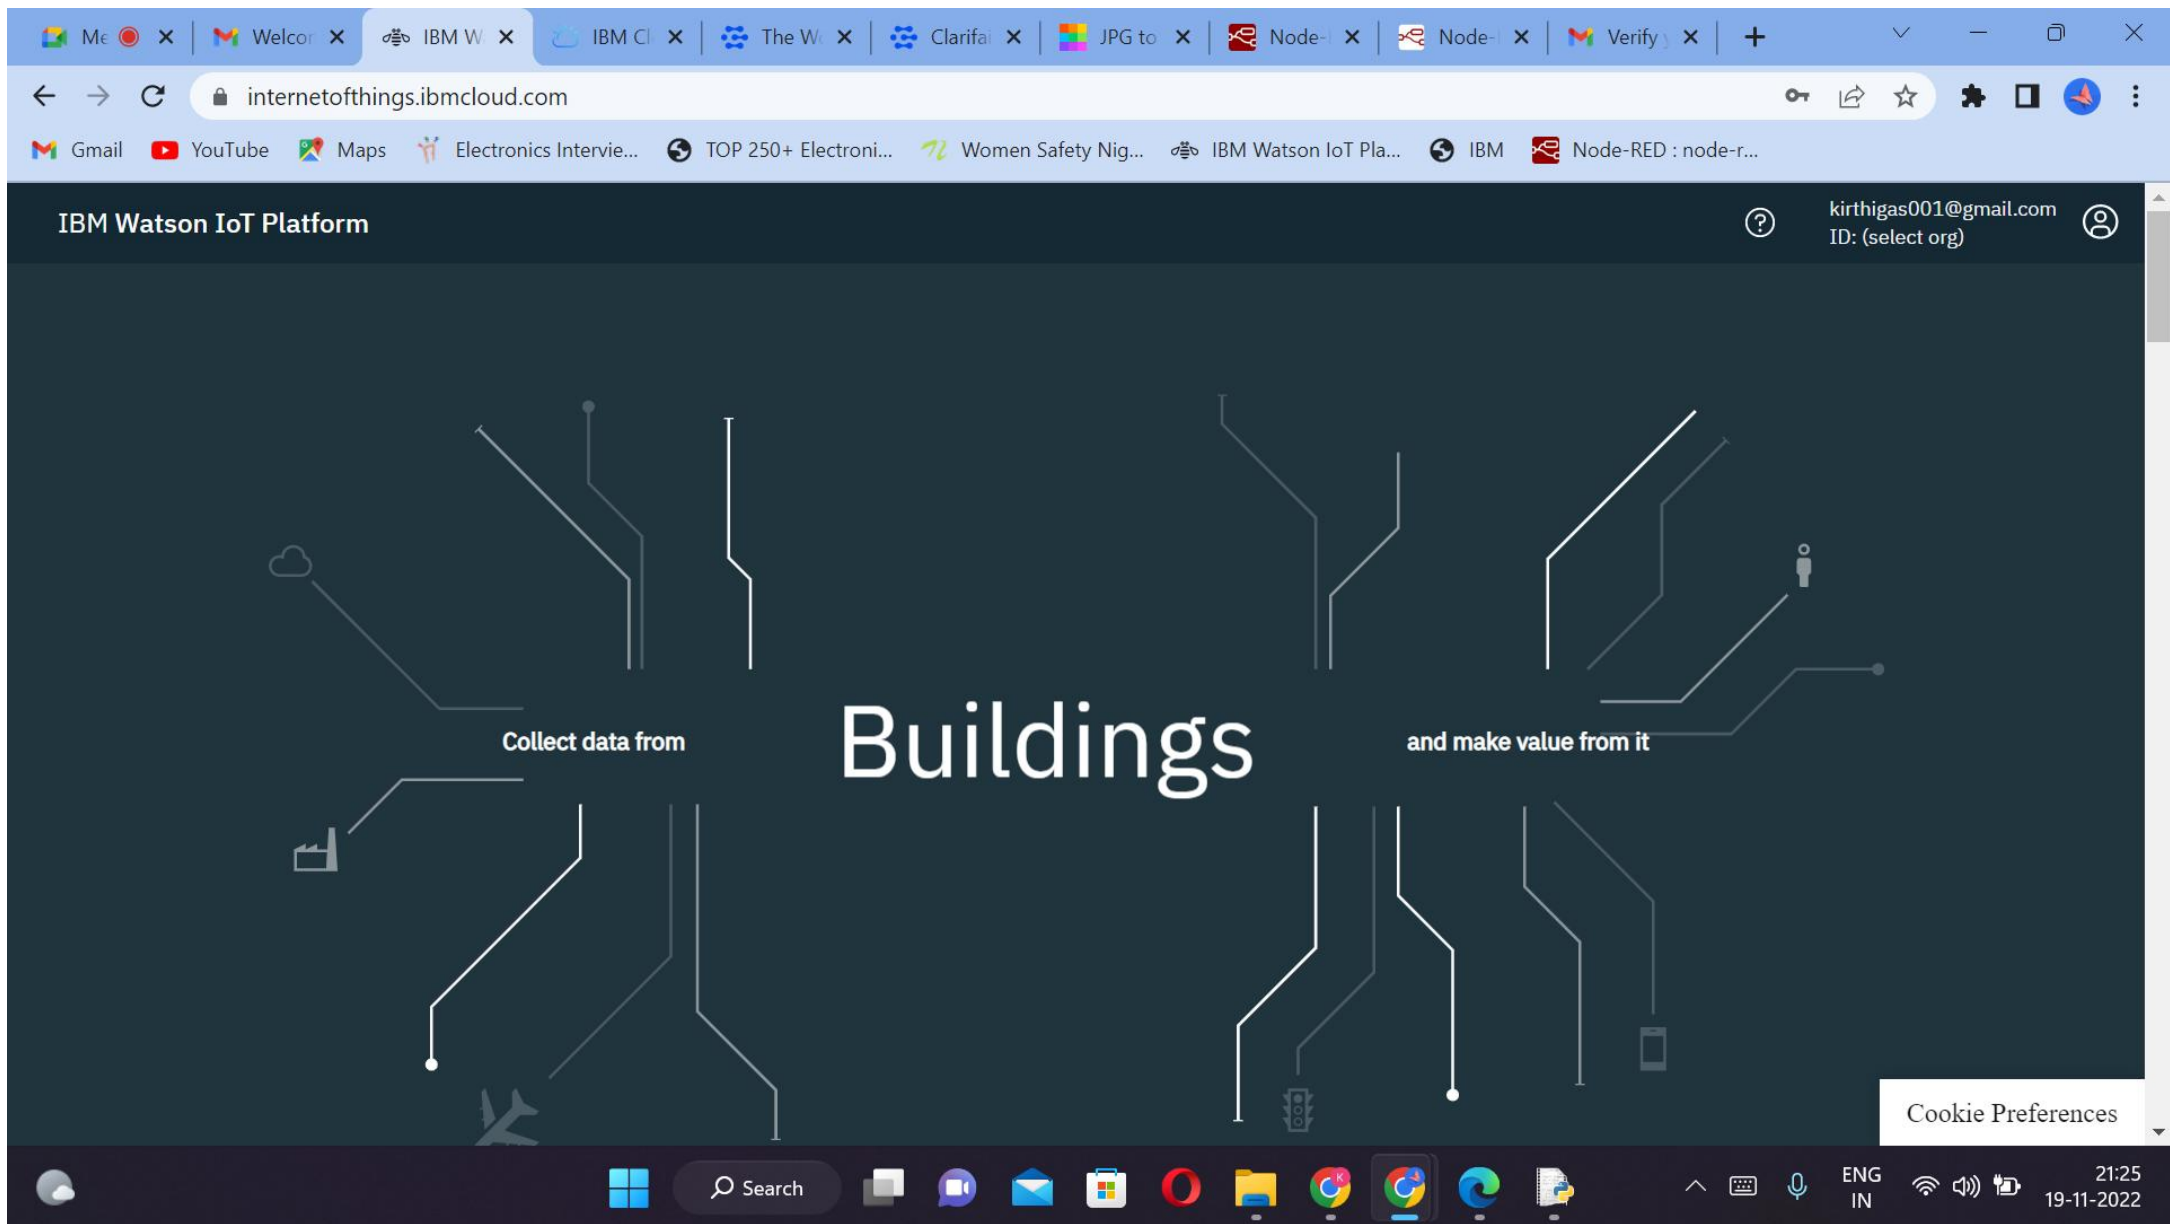 Me
Welcor
IBM W
IBM Cl
The W
Clarifai
JPG to
Node-
Node-
Verify y
internetofthings.ibmcloud.com
Gmail
YouTube
Maps
Electronics Intervie...
TOP 250+ Electroni...
Women Safety Nig...
IBM Watson IoT Pla...
IBM
Node-RED : node-r...
IBM Watson IoT Platform
kirthigas001@gmail.com
ID: (select org)
Collect data from
Buildings
and make value from it
Cookie Preferences
Search
ENG
IN
21:25
19-11-2022